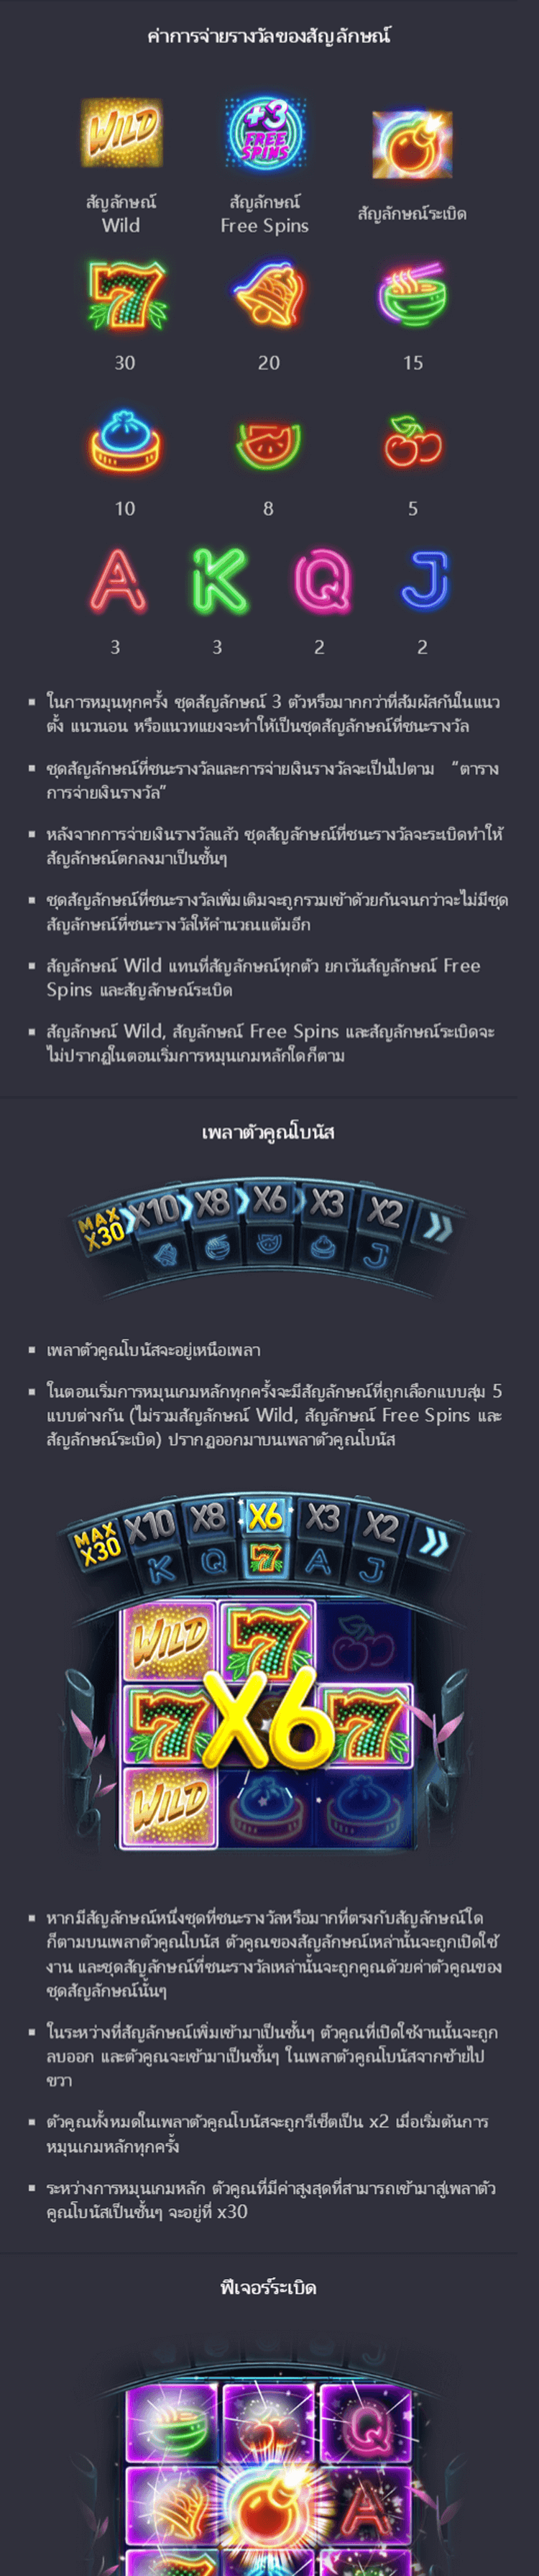 ค่าการจ่ายรางวัลของสัญลักษณ์
WILD
+3
FREE
SPINS
สัญลักษณ์
Wild
สัญลักษณ์
Free Spins
สัญลักษณ์ระเบิด
7
30
20
15
10
8
5
A K Q J
3 3 2 2
ในการหมุนทุกครั้ง ชุดสัญลักษณ์ 3 ตัวหรือมากกว่าที่สัมผัสกันในแนว
ตั้ง แนวนอน หรือแนวทแยงจะทำให้เป็นชุดสัญลักษณ์ที่ชนะรางวัล
ชุดสัญลักษณ์ที่ชนะรางวัลและการจ่ายเงินรางวัลจะเป็นไปตาม “ตาราง
การจ่ายเงินรางวัล”
หลังจากการจ่ายเงินรางวัลแล้ว ชุดสัญลักษณ์ที่ชนะรางวัลจะระเบิดทำให้
สัญลักษณ์ตกลงมาเป็นชั้นๆ
ชุดสัญลักษณ์ที่ชนะรางวัลเพิ่มเติมจะถูกรวมเข้าด้วยกันจนกว่าจะไม่มีชุด
สัญลักษณ์ที่ชนะรางวัลให้คำนวณแต้มอีก
สัญลักษณ์ Wild แทนที่สัญลักษณ์ทุกตัว ยกเว้นสัญลักษณ์ Free
Spins และสัญลักษณ์ระเบิด
สัญลักษณ์ Wild, สัญลักษณ์ Free Spins และสัญลักษณ์ระเบิดจะ
ไม่ปรากฏในตอนเริ่มการหมุนเกมหลักใดก็ตาม
เพลาตัวคูณโบนัส
MAX X30 X10 X8 X6 X3 X2
J
เพลาตัวคูณโบนัสจะอยู่เหนือเพลา
ในตอนเริ่มการหมุนเกมหลักทุกครั้งจะมีสัญลักษณ์ที่ถูกเลือกแบบสุ่ม 5
แบบต่างกัน (ไม่รวมสัญลักษณ์ Wild, สัญลักษณ์ Free Spins และ
สัญลักษณ์ระเบิด) ปรากฏออกมาบนเพลาตัวคูณโบนัส
MAX X30 X10 X8 X6 X3 X2
K Q 7 A J
WILD 7
7 X6 7
WILD
หากมีสัญลักษณ์หนึ่งชุดที่ชนะรางวัลหรือมากที่ตรงกับสัญลักษณ์ใด
ก็ตามบนเพลาตัวคูณโบนัส ตัวคูณของสัญลักษณ์เหล่านั้นจะถูกเปิดใช้
งาน และชุดสัญลักษณ์ที่ชนะรางวัลเหล่านั้นจะถูกคูณด้วยค่าตัวคูณของ
ชุดสัญลักษณ์นั้นๆ
ในระหว่างที่สัญลักษณ์เพิ่มเข้ามาเป็นชั้นๆ ตัวคูณที่เปิดใช้งานนั้นจะถูก
ลบออก และตัวคูณจะเข้ามาเป็นชั้นๆ ในเพลาตัวคูณโบนัสจากซ้ายไป
ขวา
ตัวคูณทั้งหมดในเพลาตัวคูณโบนัสจะถูกรีเซ็ตเป็น x2 เมื่อเริ่มต้นการ
หมุนเกมหลักทุกครั้ง
ระหว่างการหมุนเกมหลัก ตัวคูณที่มีค่าสูงสุดที่สามารถเข้ามาสู่เพลาตัว
คูณโบนัสเป็นชั้นๆ จะอยู่ที่ x30
ฟีเจอร์ระเบิด
Q
A